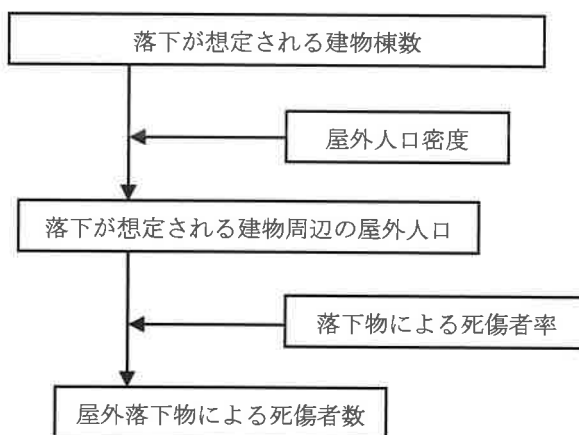 落下が想定される建物棟数
屋外人口密度
落下が想定される建物周辺の屋外人口
落下物による死傷者率
屋外落下物による死傷者数